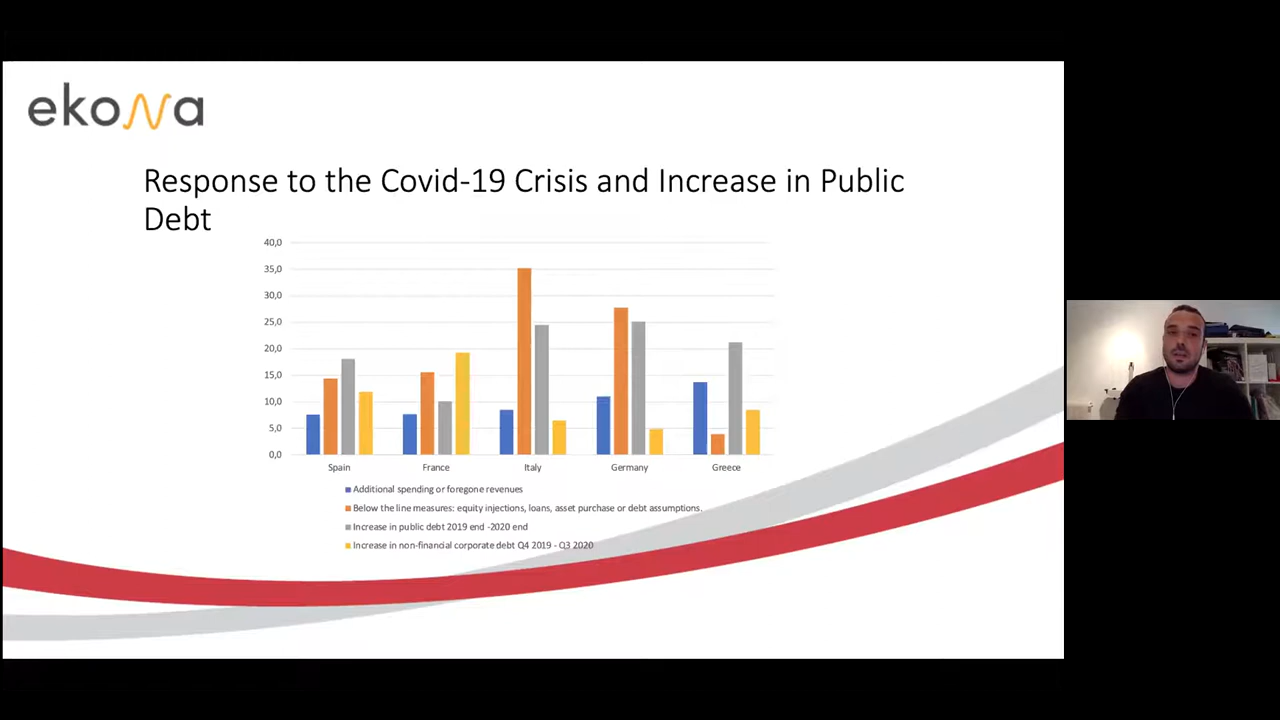 ekona
Response to the Covid-19 Crisis and Increase in Public
Debt
40,0
35,0
30,0
25,0
20,0
15,0
10,0
5,0
0,0
Spain France Italy Germany Greece
Additional spending or foregone revenues
Below the line measures: equity injections, loans, asset purchase or debt assumptions.
Increase in public debt 2019 end -2020 end
Increase in non-financial corporate debt Q4 2019 - Q3 2020